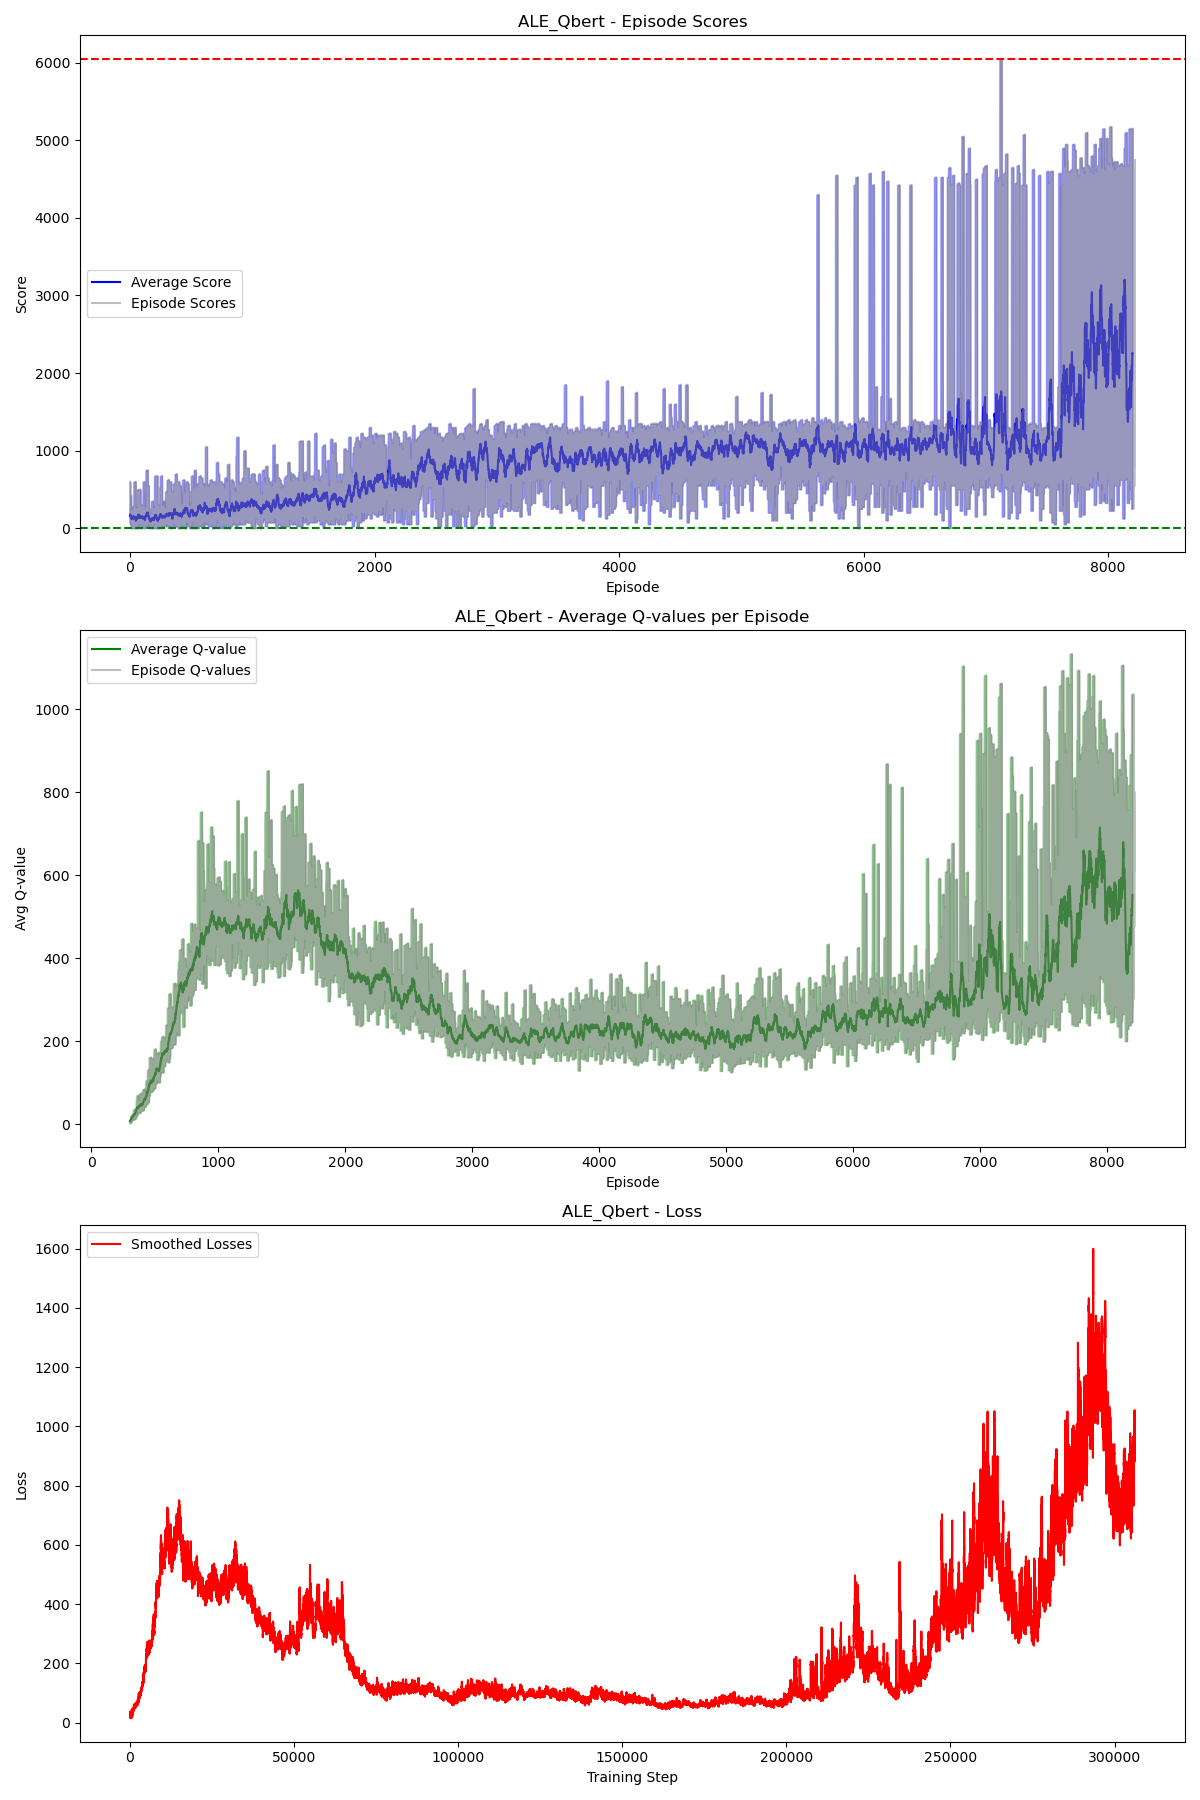 ALE_Qbert - Episode Scores
6000
5000
4000
3000
2000
1000
0
Score
Average Score
Episode Scores
0 2000 4000 6000 8000
Episode
ALE_Qbert - Average Q-values per Episode
Average Q-value
Episode Q-values
1000
800
600
400
200
0
Avg Q-value
0 1000 2000 3000 4000 5000 6000 7000 8000
Episode
ALE_Qbert - Loss
Smoothed Losses
1600
1400
1200
1000
800
600
400
200
0
Loss
0 50000 100000 150000 200000 250000 300000
Training Step